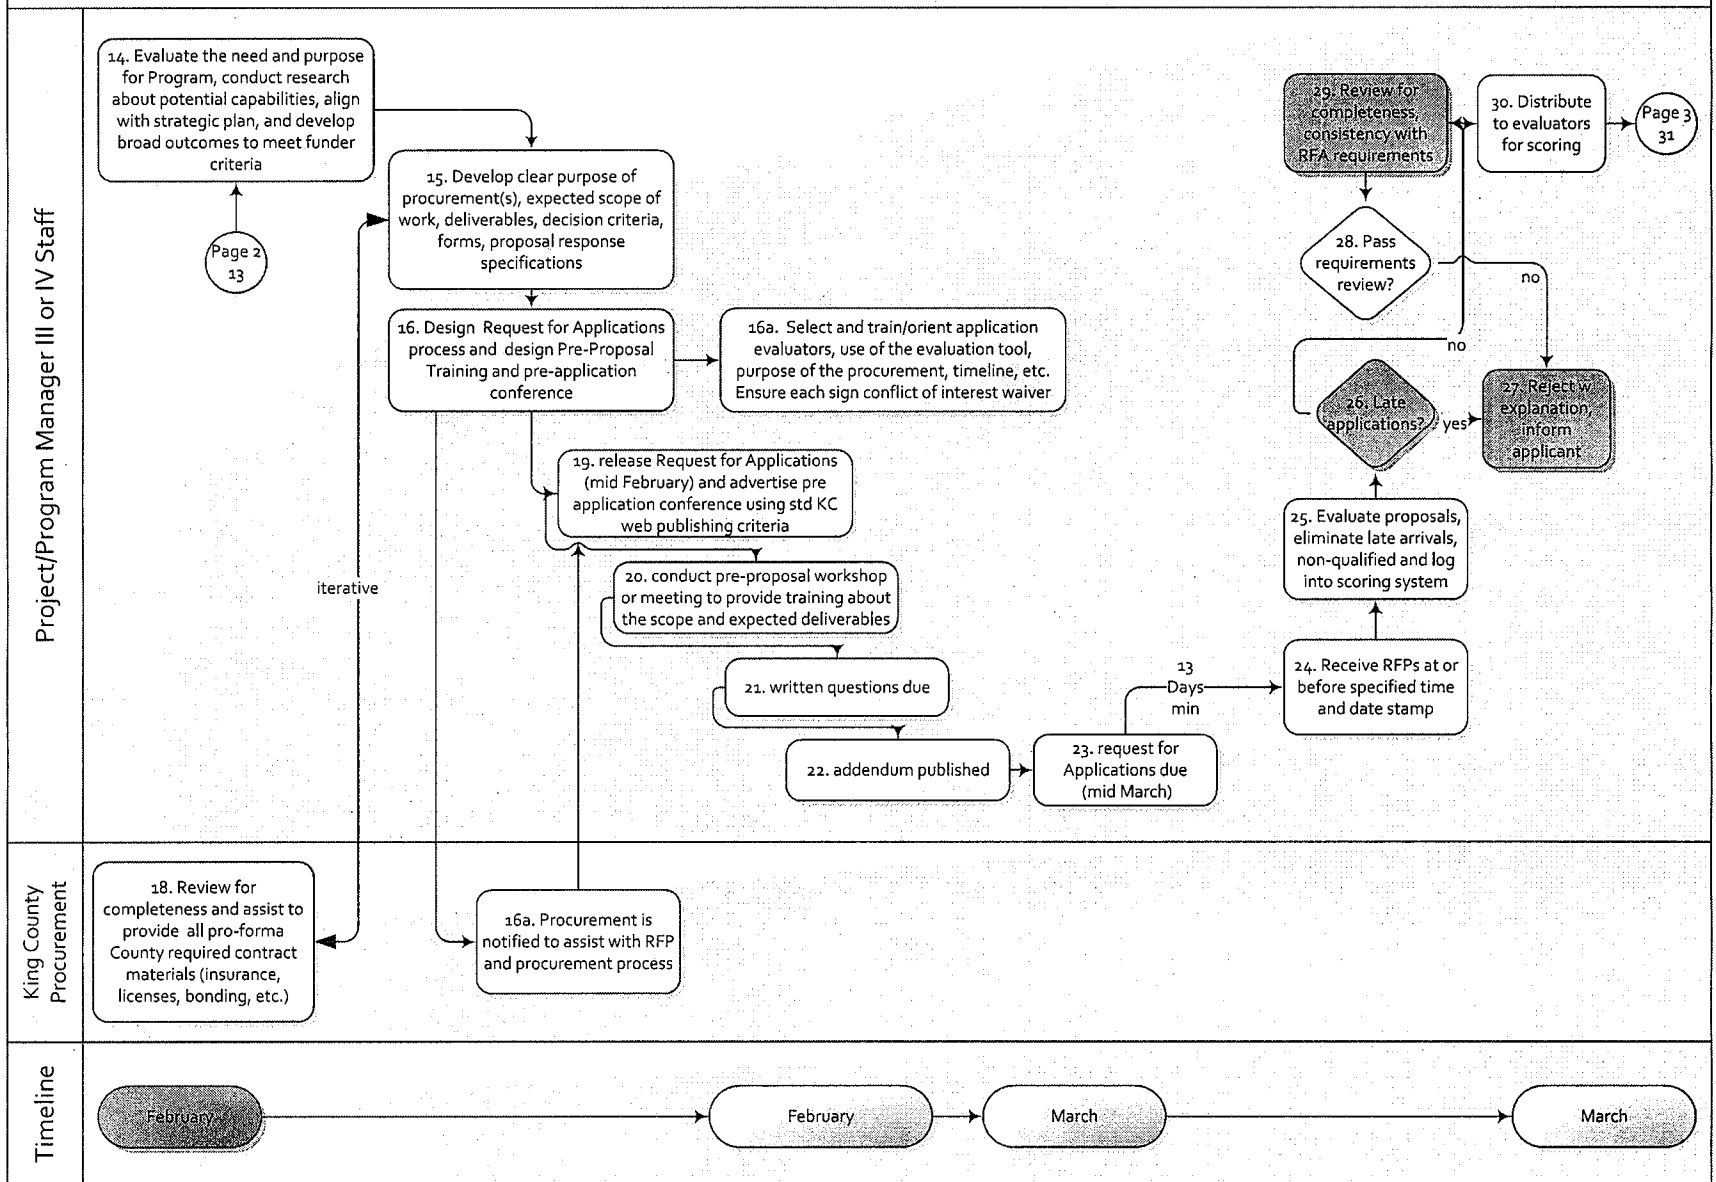 Project/Program Manager III or IV Staff
14. Evaluate the need and purpose
for Program, conduct research
about potential capabilities, align
with strategic plan, and develop
broad outcomes to meet funder
criteria
Page 2
13
15. Develop clear purpose of
procurement(s), expected scope of
work, deliverables, decision criteria,
forms, proposal response
specifications
16. Design Request for Applications
process and design Pre-Proposal
Training and pre-application
conference
16a. Select and train/orient application
evaluators, use of the evaluation tool,
purpose of the procurement, timeline, etc.
Ensure each sign conflict of interest waiver
iterative
19. release Request for Applications
(mid February) and advertise pre
application conference using std KC
web publishing criteria
20. conduct pre-proposal workshop
or meeting to provide training about
the scope and expected deliverables
21. written questions due
22. addendum published
23. request for
Applications due
(mid March)
13
Days
min
24. Receive RFPs at or
before specified time
and date stamp
25. Evaluate proposals,
eliminate late arrivals,
non-qualified and log
into scoring system
26. Late
applications?
yes
no
27. Reject w
explanation,
inform
applicant
28. Pass
requirements
review?
no
29. Review for
completeness,
consistency with
RFA requirements
30. Distribute
to evaluators
for scoring
Page 3
31
King County
Procurement
18. Review for
completeness and assist to
provide all pro-forma
County required contract
materials (insurance,
licenses, bonding, etc.)
16a. Procurement is
notified to assist with RFP
and procurement process
Timeline
February
February
March
March